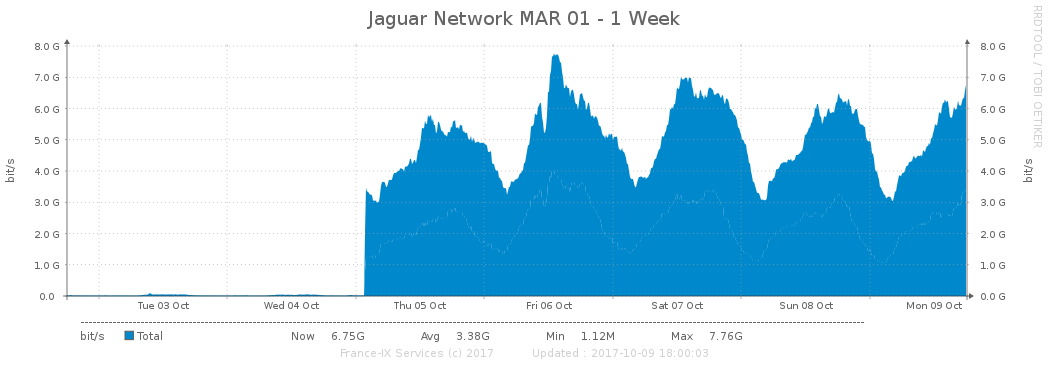 Jaguar Network MAR 01 - 1 Week
RRDTOOL / TOBI OETIKER
8.0 G 8.0 G
7.0 G 7.0 G
6.0 G 6.0 G
5.0 G 5.0 G
4.0 G 4.0 G
3.0 G 3.0 G
2.0 G 2.0 G
1.0 G 1.0 G
0.0 0.0 G
bit/s bit/s
Tue 03 Oct Wed 04 Oct Thu 05 Oct Fri 06 Oct Sat 07 Oct Sun 08 Oct Mon 09 Oct
bit/s Total Now 6.75G Avg 3.38G Min 1.12M Max 7.76G
France-IX Services (c) 2017 Updated : 2017-10-09 18:00:03